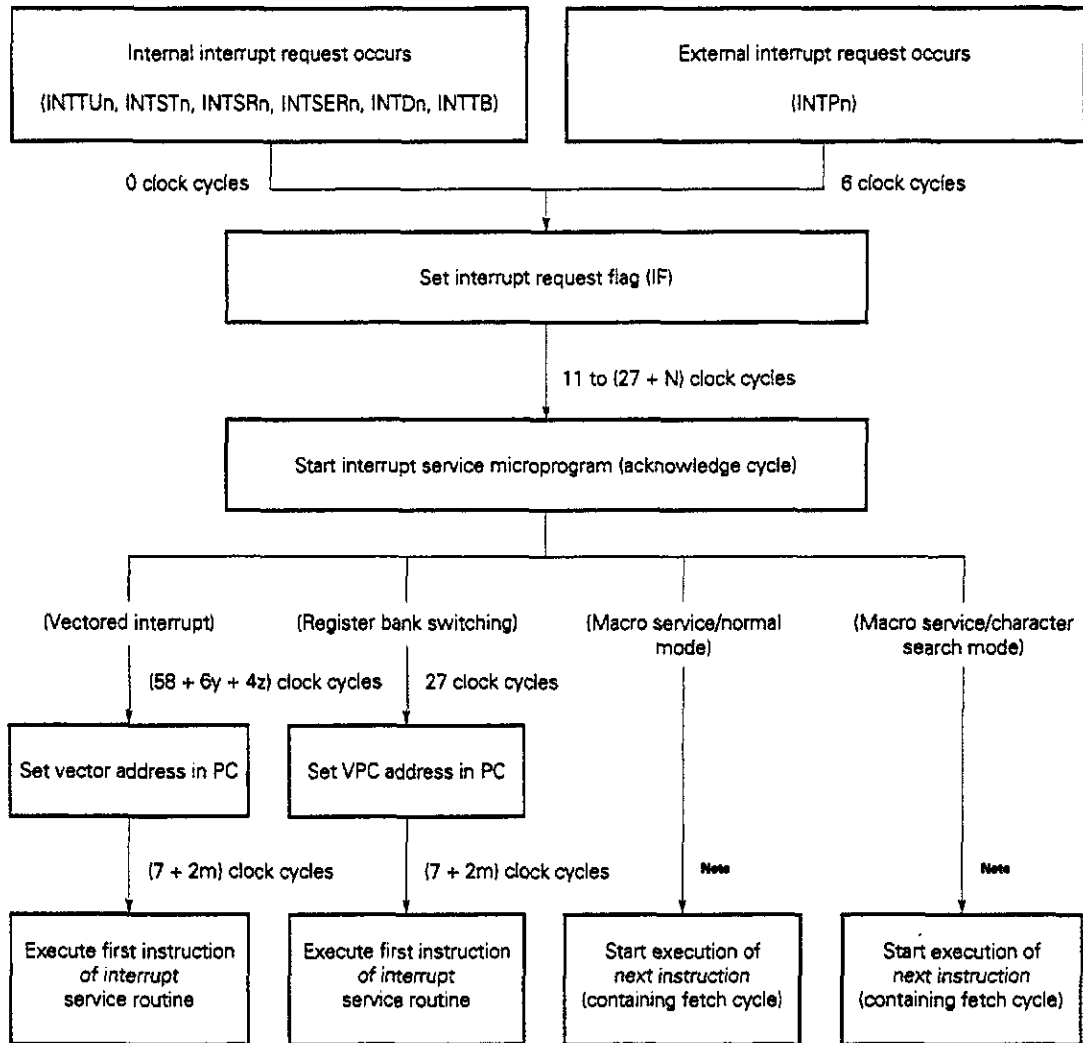 Internal interrupt request occurs
(INTTUn, INTSTn, INTSRn, INTSERn, INTDn, INTTB)
External interrupt request occurs
(INTPn)
0 clock cycles
6 clock cycles
Set interrupt request flag (IF)
11 to (27 + N) clock cycles
Start interrupt service microprogram (acknowledge cycle)
(Vectored interrupt)
(Register bank switching)
(Macro service/normal
mode)
(Macro service/character
search mode)
(58 + 6y + 4z) clock cycles
27 clock cycles
Set vector address in PC
Set VPC address in PC
(7 + 2m) clock cycles
(7 + 2m) clock cycles
Note
Note
Execute first instruction
of interrupt
service routine
Execute first instruction
of interrupt
service routine
Start execution of
next instruction
(containing fetch cycle)
Start execution of
next instruction
(containing fetch cycle)